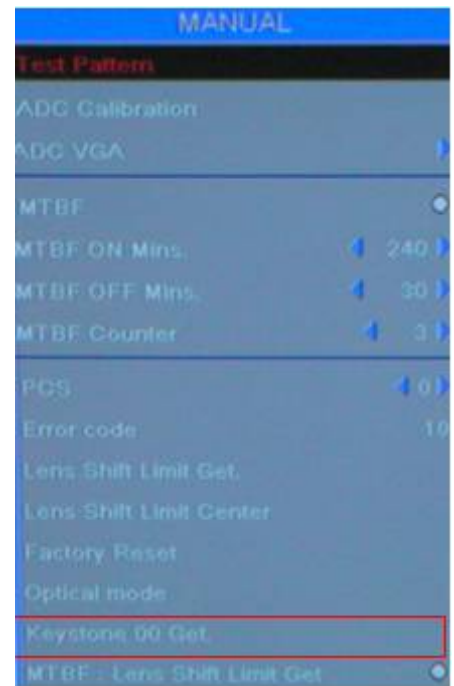 MANUAL
Test Pattern
ADC Calibration
ADC VGA
MTBF
MTBF ON Mins. 240
MTBF OFF Mins. 30
MTBF Counter 3
PCS 0
Error code 10
Lens Shift Limit Get.
Lens Shift Limit Center
Factory Reset
Optical mode
Keystone 00 Get.
MTBF : Lens Shift Limit Get